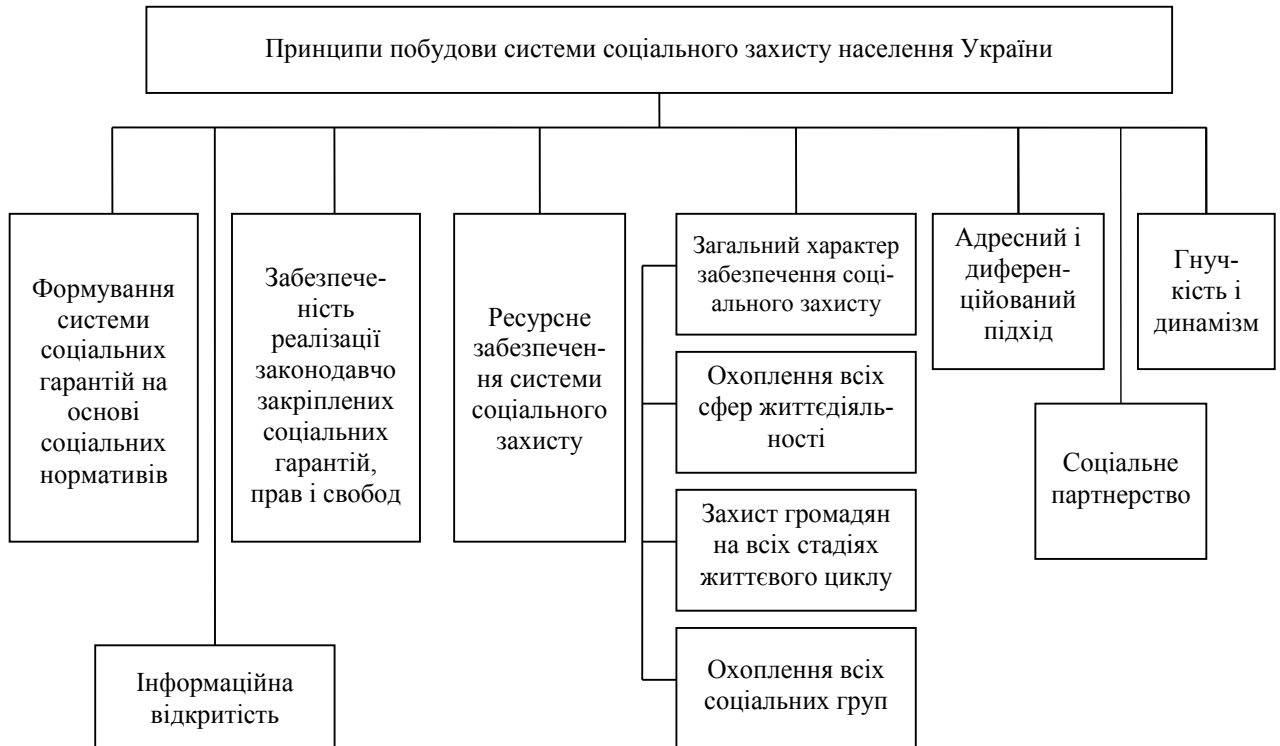 Принципи побудови системи соціального захисту населення України
Формування
системи
соціальних
гарантій на
основі
соціальних
нормативів
Забезпече-
ність
реалізації
законодавчо
закріплених
соціальних
гарантій,
прав і свобод
Ресурсне
забезпечен-
ня системи
соціального
захисту
Загальний характер
забезпечення соці-
ального захисту
Охоплення всіх
сфер життєдіяль-
ності
Захист громадян
на всіх стадіях
життєвого циклу
Охоплення всіх
соціальних груп
Адресний і
диферен-
ційований
підхід
Гнуч-
кість і
динамізм
Соціальне
партнерство
Інформаційна
відкритість